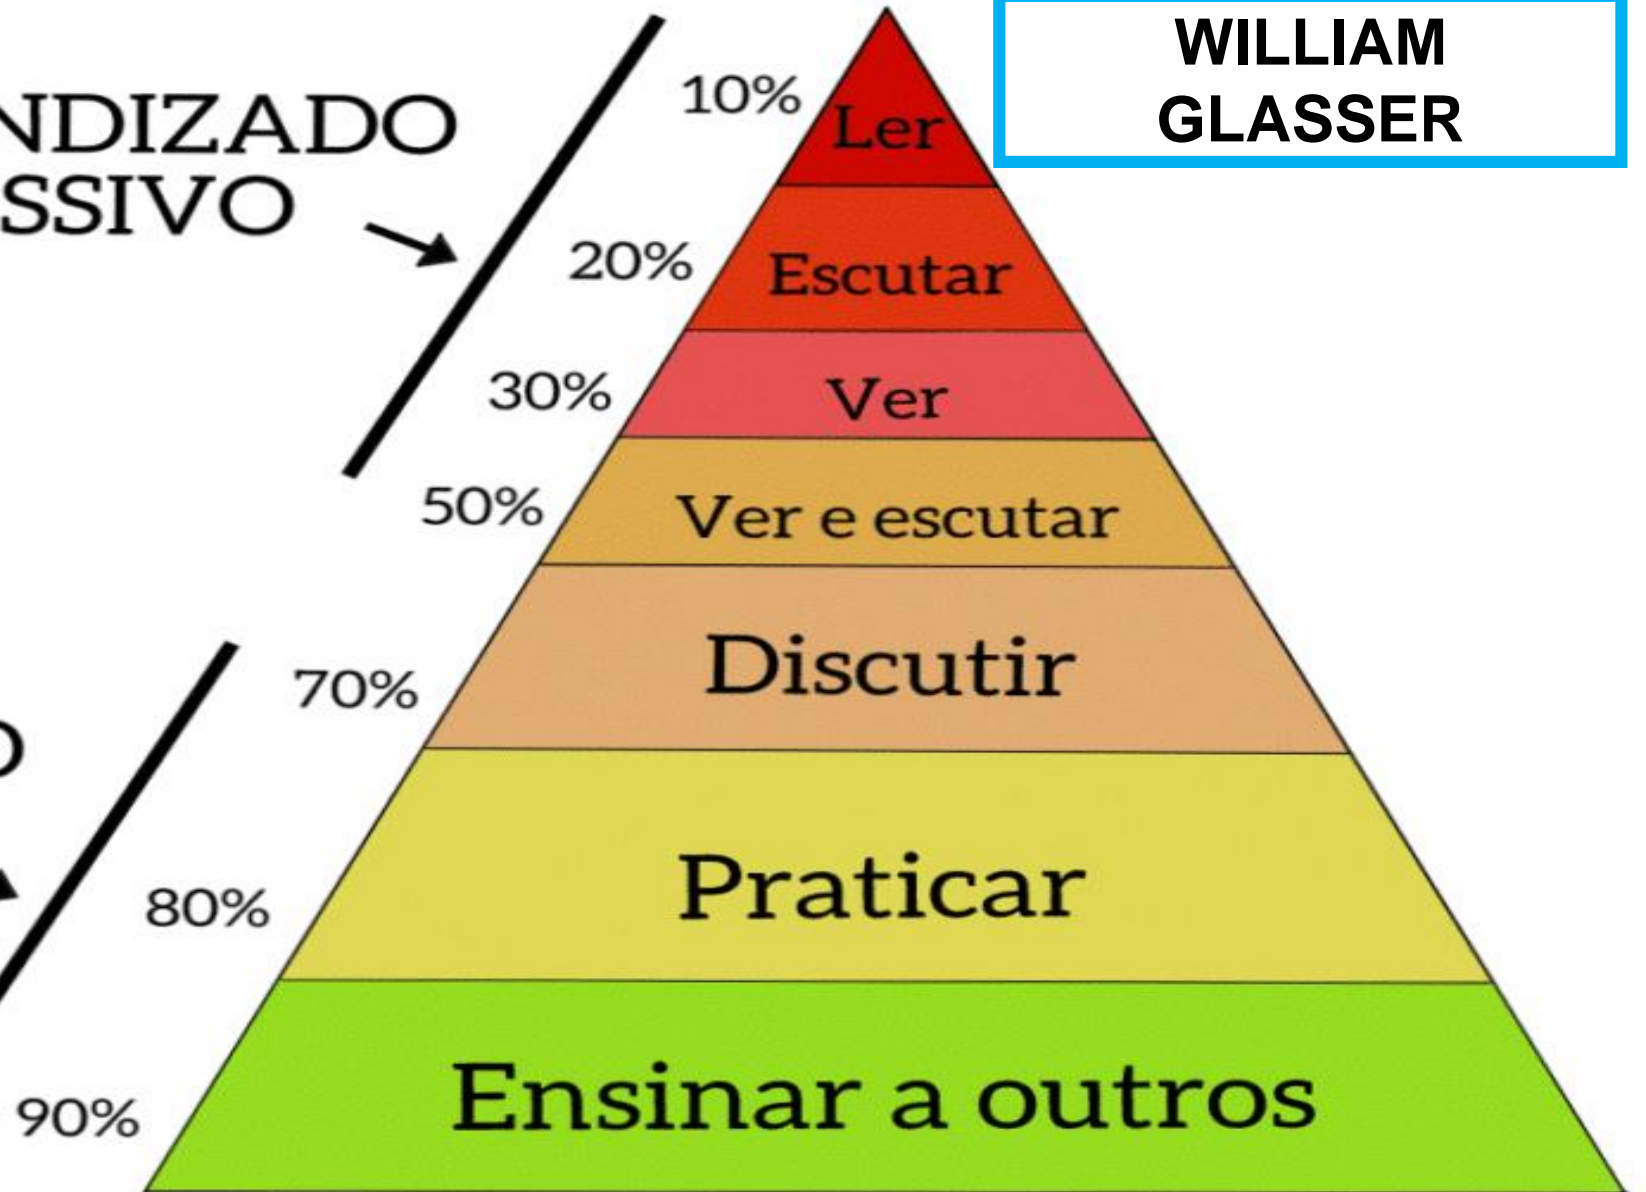 WILLIAM
GLASSER
NDIZADO
SSIVO
10%
Ler
20%
Escutar
30%
Ver
50%
Ver e escutar
70%
Discutir
O
80%
Praticar
90%
Ensinar a outros